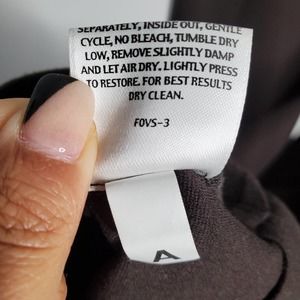 SEPARATELY, INSIDE OUT, GENTLE
CYCLE, NO BLEACH, TUMBLE DRY
LOW, REMOVE SLIGHTLY DAMP
AND LET AIR DRY. LIGHTLY PRESS
TO RESTORE. FOR BEST RESULTS
DRY CLEAN.
FOVS-3
A